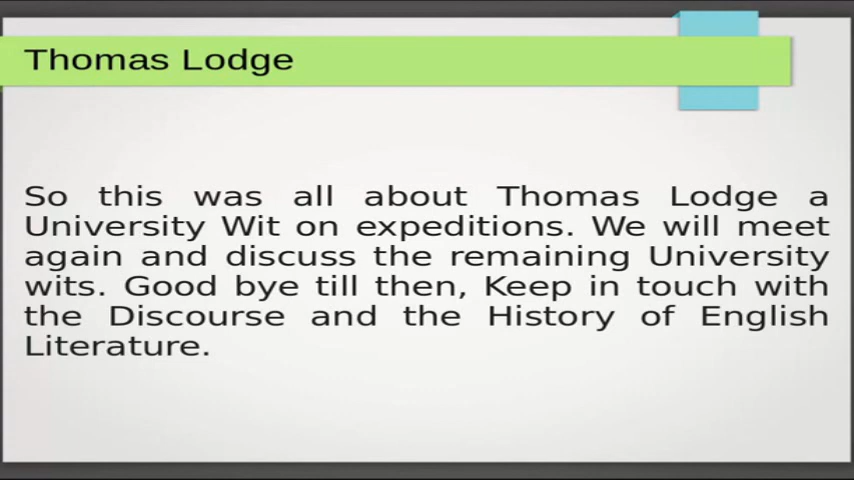 Thomas Lodge
So this was all about Thomas Lodge a
University Wit on expeditions. We will meet
again and discuss the remaining University
wits. Good bye till then, Keep in touch with
the Discourse and the History of English
Literature.